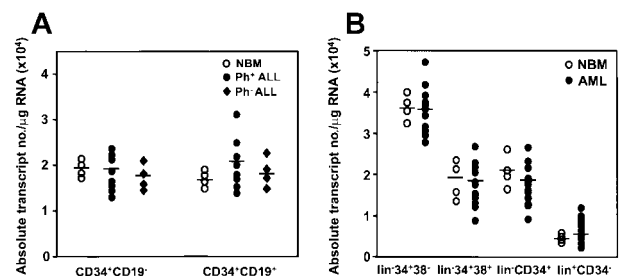 A
Absolute transcript no./μg RNA (x10⁴)
4
2
0
NBM
Ph⁺ ALL
Ph⁻ ALL
CD34⁺CD19⁻
CD34⁺CD19⁺
B
Absolute transcript no./μg RNA (x10⁴)
5
4
3
2
1
0
NBM
AML
lin⁻34⁺38⁻
lin⁻34⁺38⁺
lin⁻CD34⁺
lin⁺CD34⁻